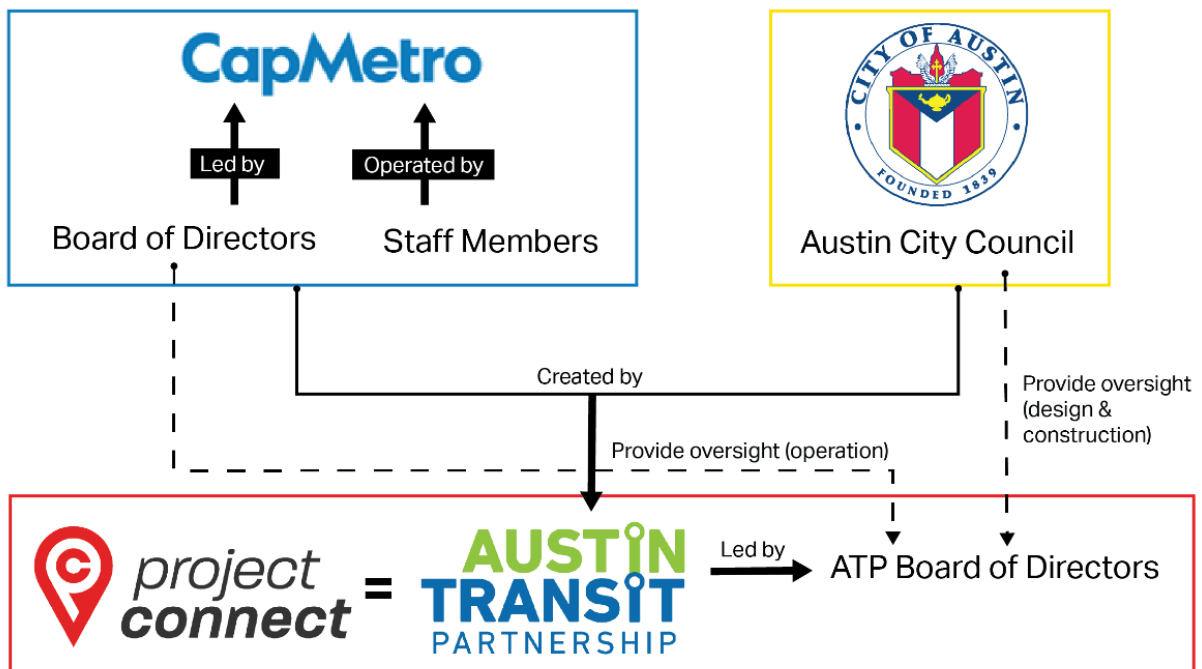 CapMetro
Led by
Operated by
Board of Directors
Staff Members
CITY OF AUSTIN
FOUNDED 1839
Austin City Council
Created by
Provide oversight
(design &
construction)
Provide oversight (operation)
project
connect
=
AUSTIN
TRANSIT
PARTNERSHIP
Led by
ATP Board of Directors